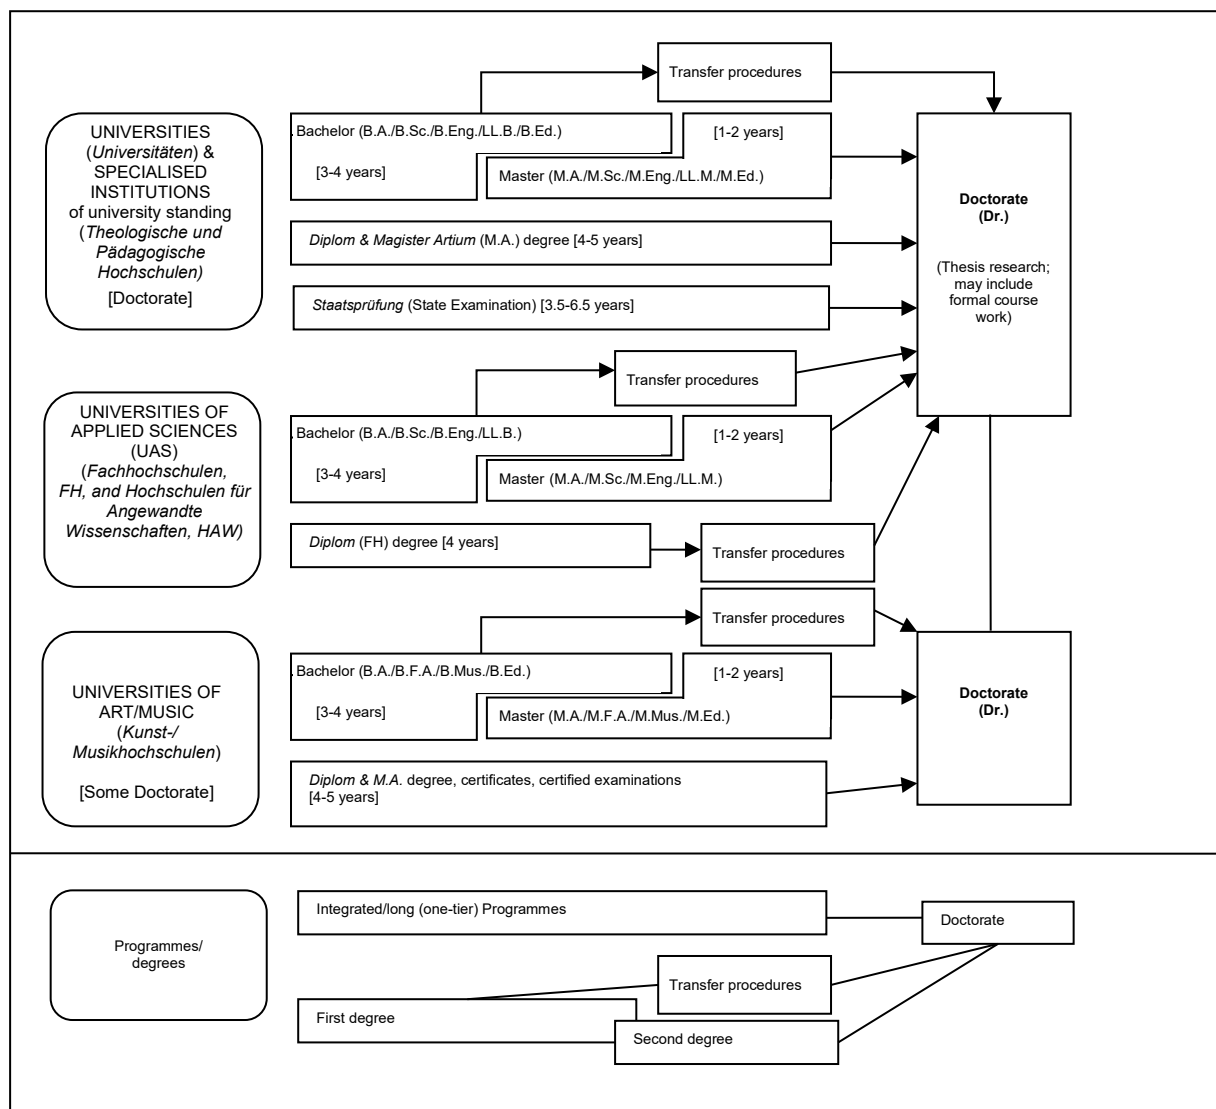 Transfer procedures
UNIVERSITIES
(Universitäten) &
SPECIALISED
INSTITUTIONS
of university standing
(Theologische und
Pädagogische
Hochschulen)
[Doctorate]
Bachelor (B.A./B.Sc./B.Eng./LL.B./B.Ed.)
[1-2 years]
[3-4 years]
Master (M.A./M.Sc./M.Eng./LL.M./M.Ed.)
Diplom & Magister Artium (M.A.) degree [4-5 years]
Staatsprüfung (State Examination) [3.5-6.5 years]
Doctorate
(Dr.)
(Thesis research;
may include
formal course
work)
UNIVERSITIES OF
APPLIED SCIENCES
(UAS)
(Fachhochschulen,
FH, and Hochschulen für
Angewandte
Wissenschaften, HAW)
Transfer procedures
Bachelor (B.A./B.Sc./B.Eng./LL.B.)
[1-2 years]
[3-4 years]
Master (M.A./M.Sc./M.Eng./LL.M.)
Diplom (FH) degree [4 years]
Transfer procedures
Transfer procedures
UNIVERSITIES OF
ART/MUSIC
(Kunst-/
Musikhochschulen)
[Some Doctorate]
Bachelor (B.A./B.F.A./B.Mus./B.Ed.)
[1-2 years]
[3-4 years]
Master (M.A./M.F.A./M.Mus./M.Ed.)
Diplom & M.A. degree, certificates, certified examinations
[4-5 years]
Doctorate
(Dr.)
Programmes/
degrees
Integrated/long (one-tier) Programmes
Doctorate
Transfer procedures
First degree
Second degree